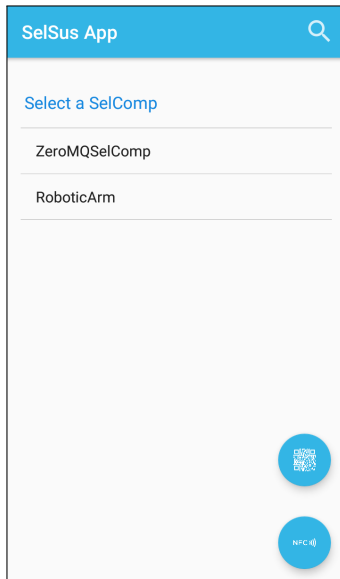 SelSus App
Select a SelComp
ZeroMQSelComp
RoboticArm
NFC